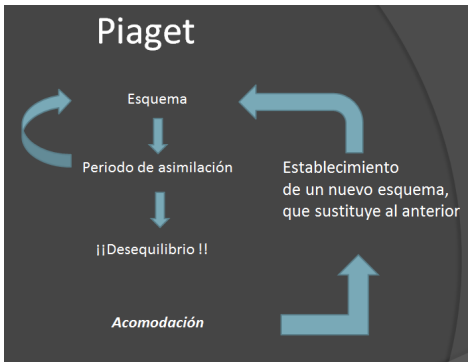 Piaget
Esquema
Periodo de asimilación
¡¡Desequilibrio !!
Acomodación
Establecimiento
de un nuevo esquema,
que sustituye al anterior